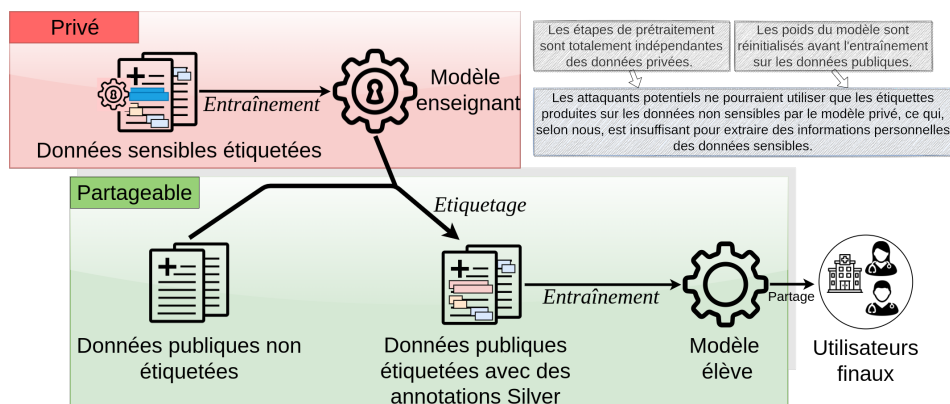 Privé
Entraînement
Modèle
enseignant
Données sensibles étiquetées
Les étapes de prétraitement
sont totalement indépendantes
des données privées.
Les poids du modèle sont
réinitialisés avant l'entraînement
sur les données publiques.
Les attaquants potentiels ne pourraient utiliser que les étiquettes
produites sur les données non sensibles par le modèle privé, ce qui,
selon nous, est insuffisant pour extraire des informations personnelles
des données sensibles.
Partageable
Etiquetage
Entraînement
Partage
Données publiques non
étiquetées
Données publiques
étiquetées avec des
annotations Silver
Modèle
élève
Utilisateurs
finaux